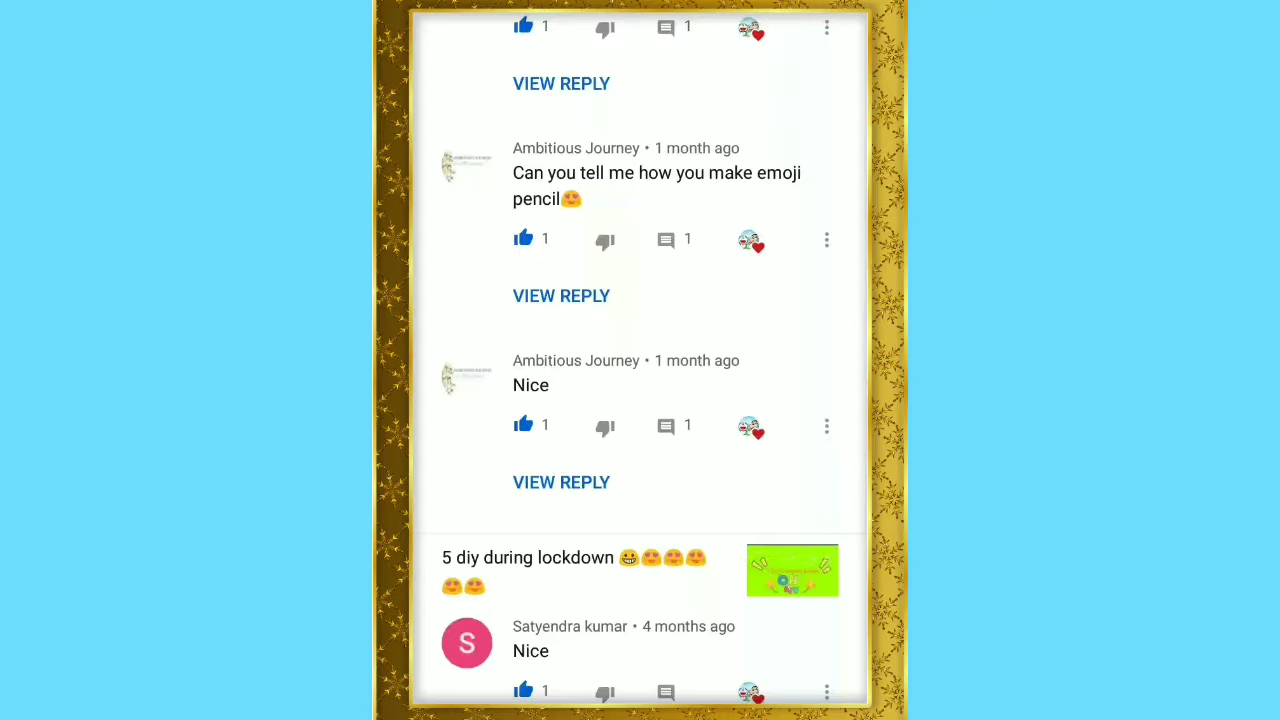 1 1
VIEW REPLY
Ambitious Journey • 1 month ago
Can you tell me how you make emoji
pencil😍
1 1
VIEW REPLY
Ambitious Journey • 1 month ago
Nice
1 1
VIEW REPLY
5 diy during lockdown 😀😍😍😍
😍😍
S
Satyendra kumar • 4 months ago
Nice
1